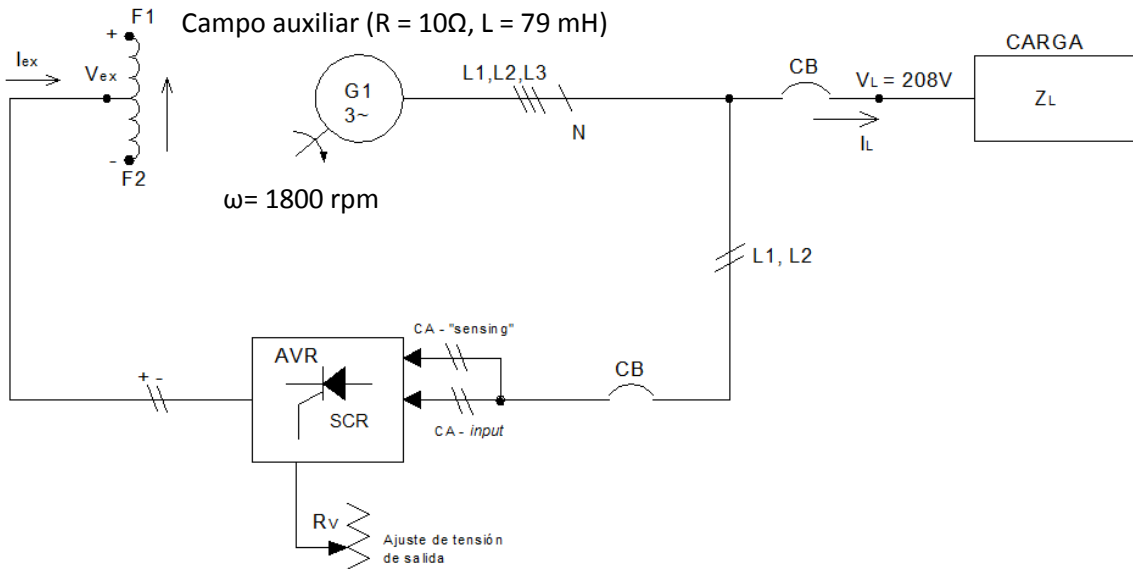 F1
Campo auxiliar (R = 10Ω, L = 79 mH)
+
Iex
Vex
-
F2
G1
3~
ω= 1800 rpm
L1,L2,L3
N
CB
VL = 208V
IL
CARGA
ZL
L1, L2
CB
CA - "sensing"
CA - input
AVR
SCR
+ -
RV
Ajuste de tensión
de salida